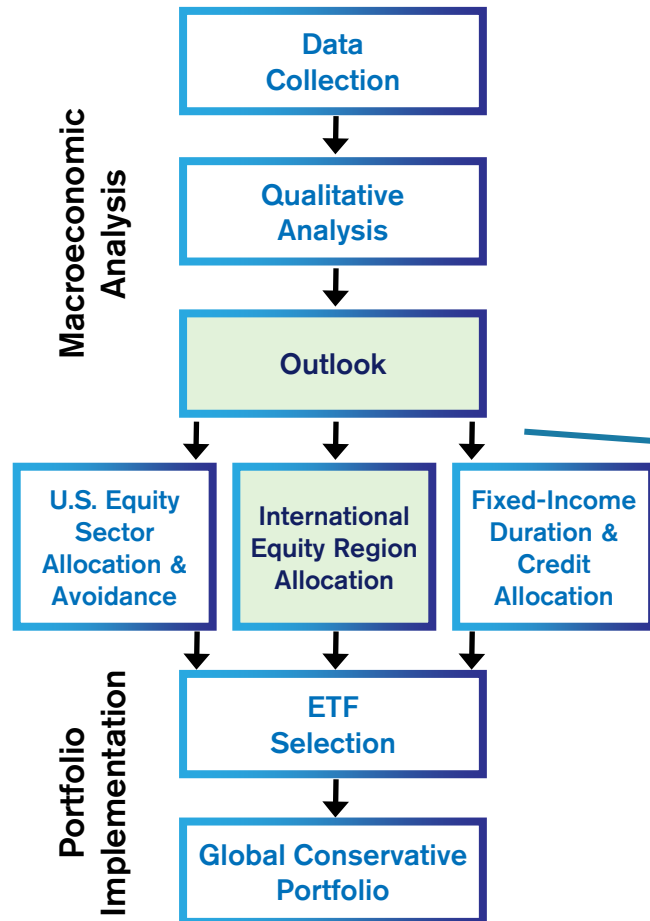 Macroeconomic
Analysis
Data
Collection
Qualitative
Analysis
Outlook
U.S. Equity
Sector
Allocation &
Avoidance
International
Equity Region
Allocation
Fixed-Income
Duration &
Credit
Allocation
Portfolio
Implementation
ETF
Selection
Global Conservative
Portfolio